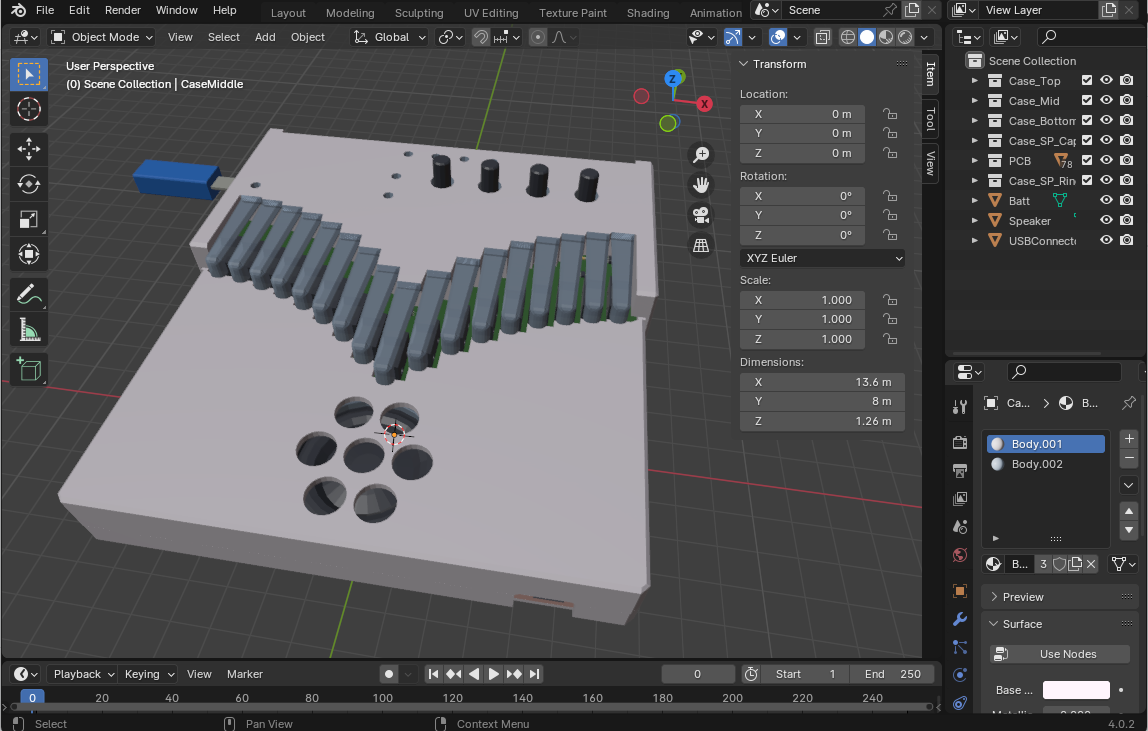 File Edit Render Window Help Layout Modeling Sculpting UV Editing Texture Paint Shading Animation Scene View Layer
Object Mode View Select Add Object Global
User Perspective
(0) Scene Collection | CaseMiddle
Z
X
Transform
Location:
X 0 m
Y 0 m
Z 0 m
Rotation:
X 0°
Y 0°
Z 0°
XYZ Euler
Scale:
X 1.000
Y 1.000
Z 1.000
Dimensions:
X 13.6 m
Y 8 m
Z 1.26 m
Item
Tool
View
Scene Collection
Case_Top
Case_Mid
Case_Bottom
Case_SP_Cap
PCB 78
Case_SP_Rin
Batt
Speaker
USBConnecto
Ca... B...
Body.001
Body.002
B... 3
Preview
Surface
Use Nodes
Base ...
Playback Keying View Marker 0 Start 1 End 250
0 20 40 60 80 100 120 140 160 180 200 220 240
Select Pan View Context Menu 4.0.2